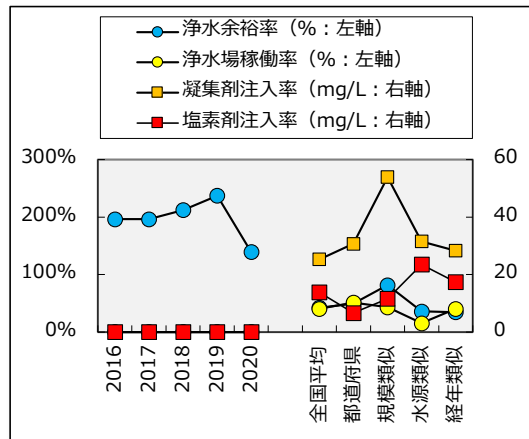 浄水余裕率（%：左軸）
浄水場稼働率（%：左軸）
凝集剤注入率（mg/L：右軸）
塩素剤注入率（mg/L：右軸）
300%
200%
100%
0%
60
40
20
0
2016
2017
2018
2019
2020
全国平均
都道府県
規模類似
水源類似
経年類似